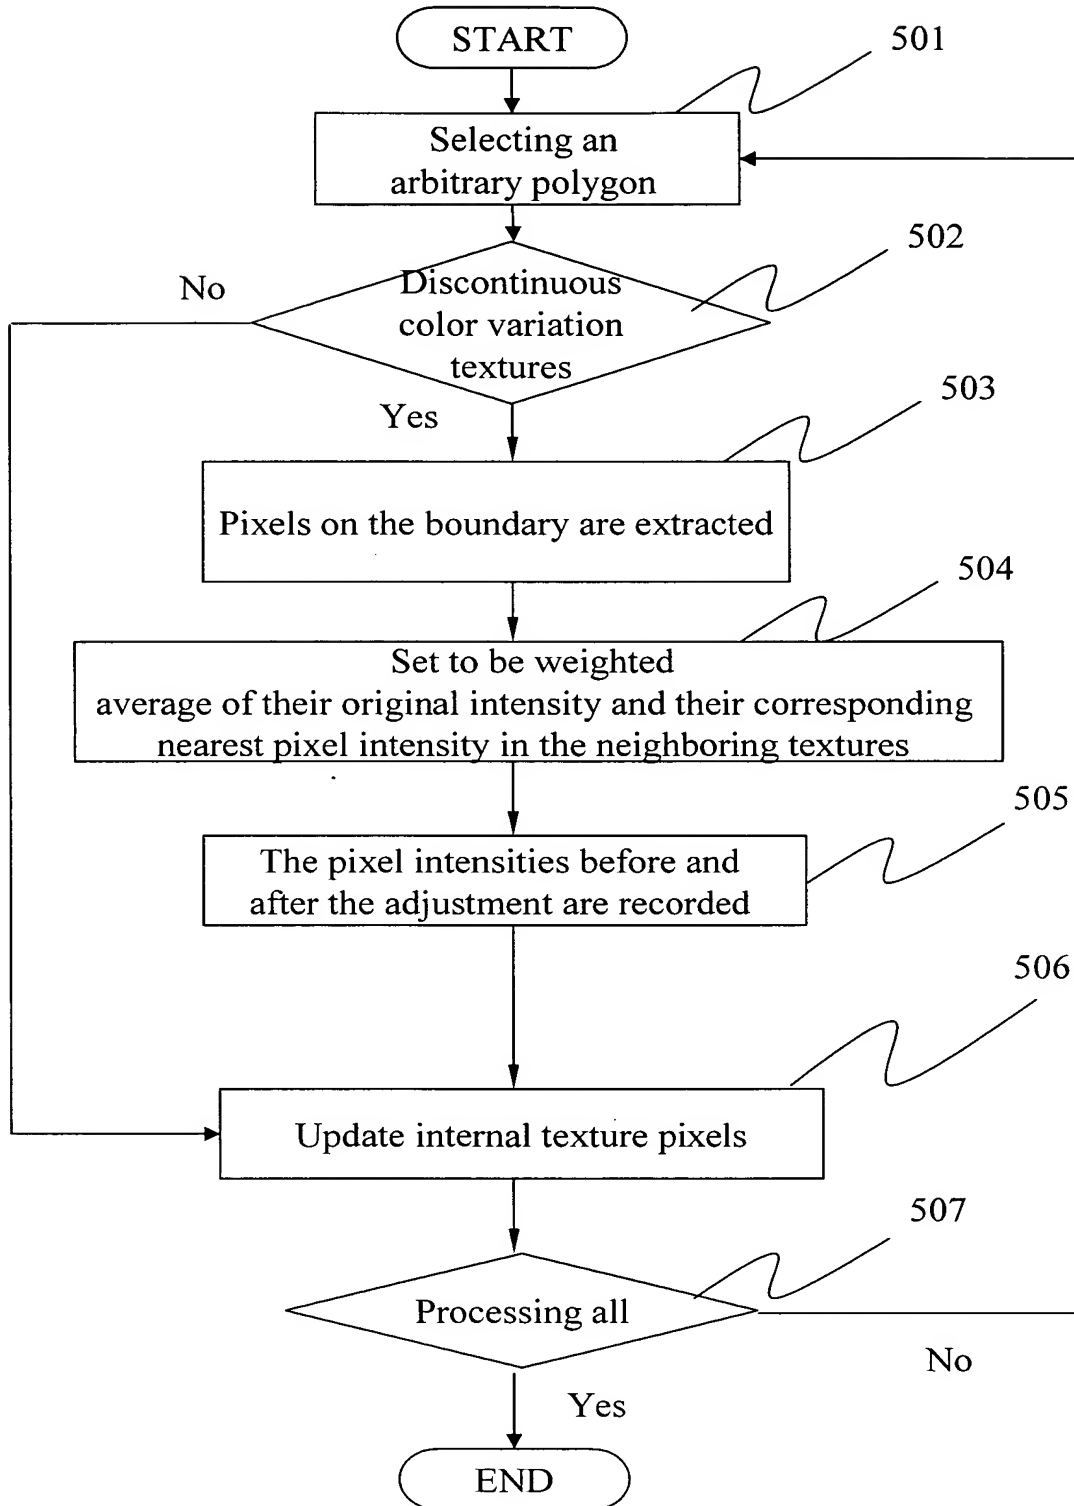 START
501
Selecting an
arbitrary polygon
502
No
Discontinuous
color variation
textures
503
Yes
Pixels on the boundary are extracted
504
Set to be weighted
average of their original intensity and their corresponding
nearest pixel intensity in the neighboring textures
505
The pixel intensities before and
after the adjustment are recorded
506
Update internal texture pixels
507
Processing all
No
Yes
END